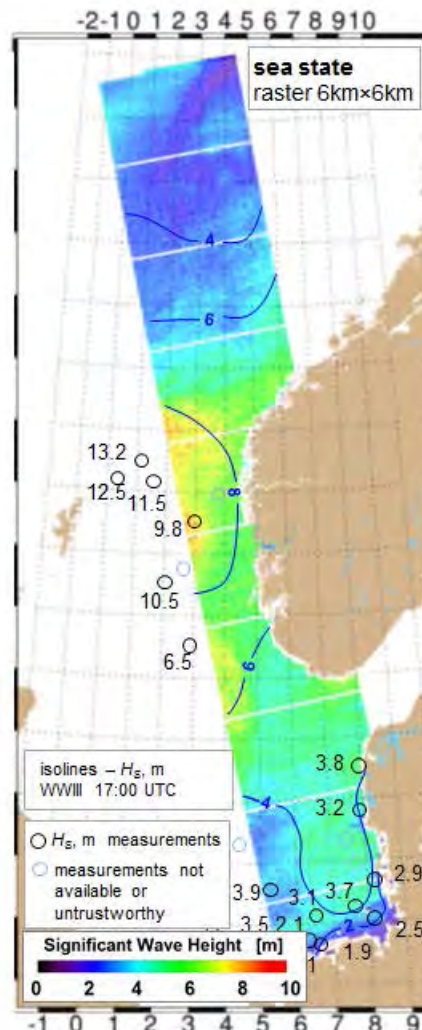 -2-1 0 1 2 3 4 5 6 7 8 9 10
sea state
raster 6km×6km
4
6
13.2
12.5
11.5
8
9.8
10.5
6.5
6
isolines – HS, m
WWIII 17:00 UTC
3.8
4
3.2
HS, m measurements
measurements not
available or
untrustworthy
2.9
3.9
3.1
3.7
3.5
2.1
2
2.5
1.9
Significant Wave Height [m]
0 2 4 6 8 10
-1 0 1 2 3 4 5 6 7 8 9